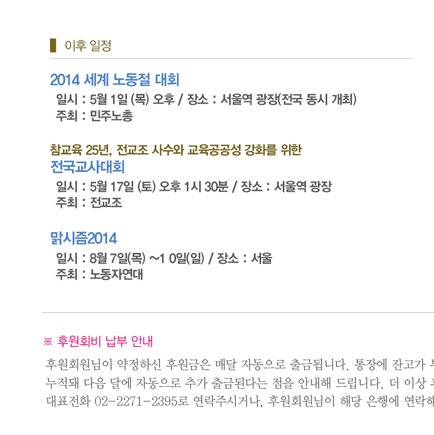 이후 일정
2014 세계 노동절 대회
일시 : 5월 1일 (목) 오후 / 장소 : 서울역 광장(전국 동시 개최)
주최 : 민주노총
참교육 25년, 전교조 사수와 교육공공성 강화를 위한
전국교사대회
일시 : 5월 17일 (토) 오후 1시 30분 / 장소 : 서울역 광장
주최 : 전교조
맑시즘2014
일시 : 8월 7일(목) ~1 0일(일) / 장소 : 서울
주최 : 노동자연대
※ 후원회비 납부 안내
후원회원님이 약정하신 후원금은 매달 자동으로 출금됩니다. 통장에 잔고가
누적돼 다음 달에 자동으로 추가 출금된다는 점을 안내해 드립니다. 더 이상
대표전화 02-2271-2395로 연락주시거나, 후원회원님이 해당 은행에 연락해